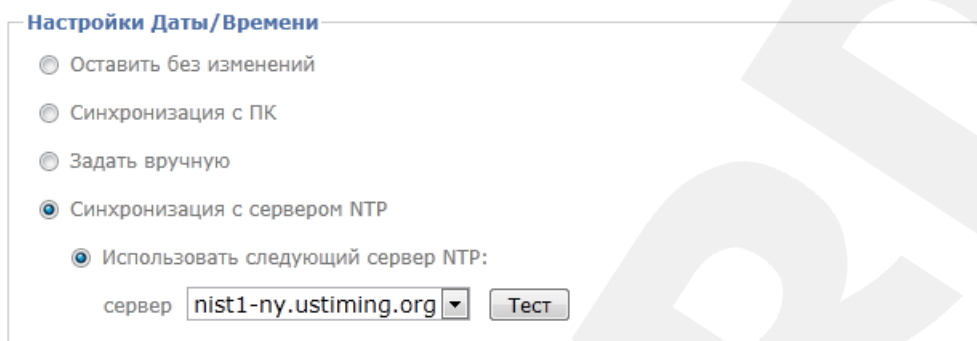 Настройки Даты/Времени
Оставить без изменений
Синхронизация с ПК
Задать вручную
Синхронизация с сервером NTP
Использовать следующий сервер NTP:
сервер nist1-ny.ustiming.org Тест